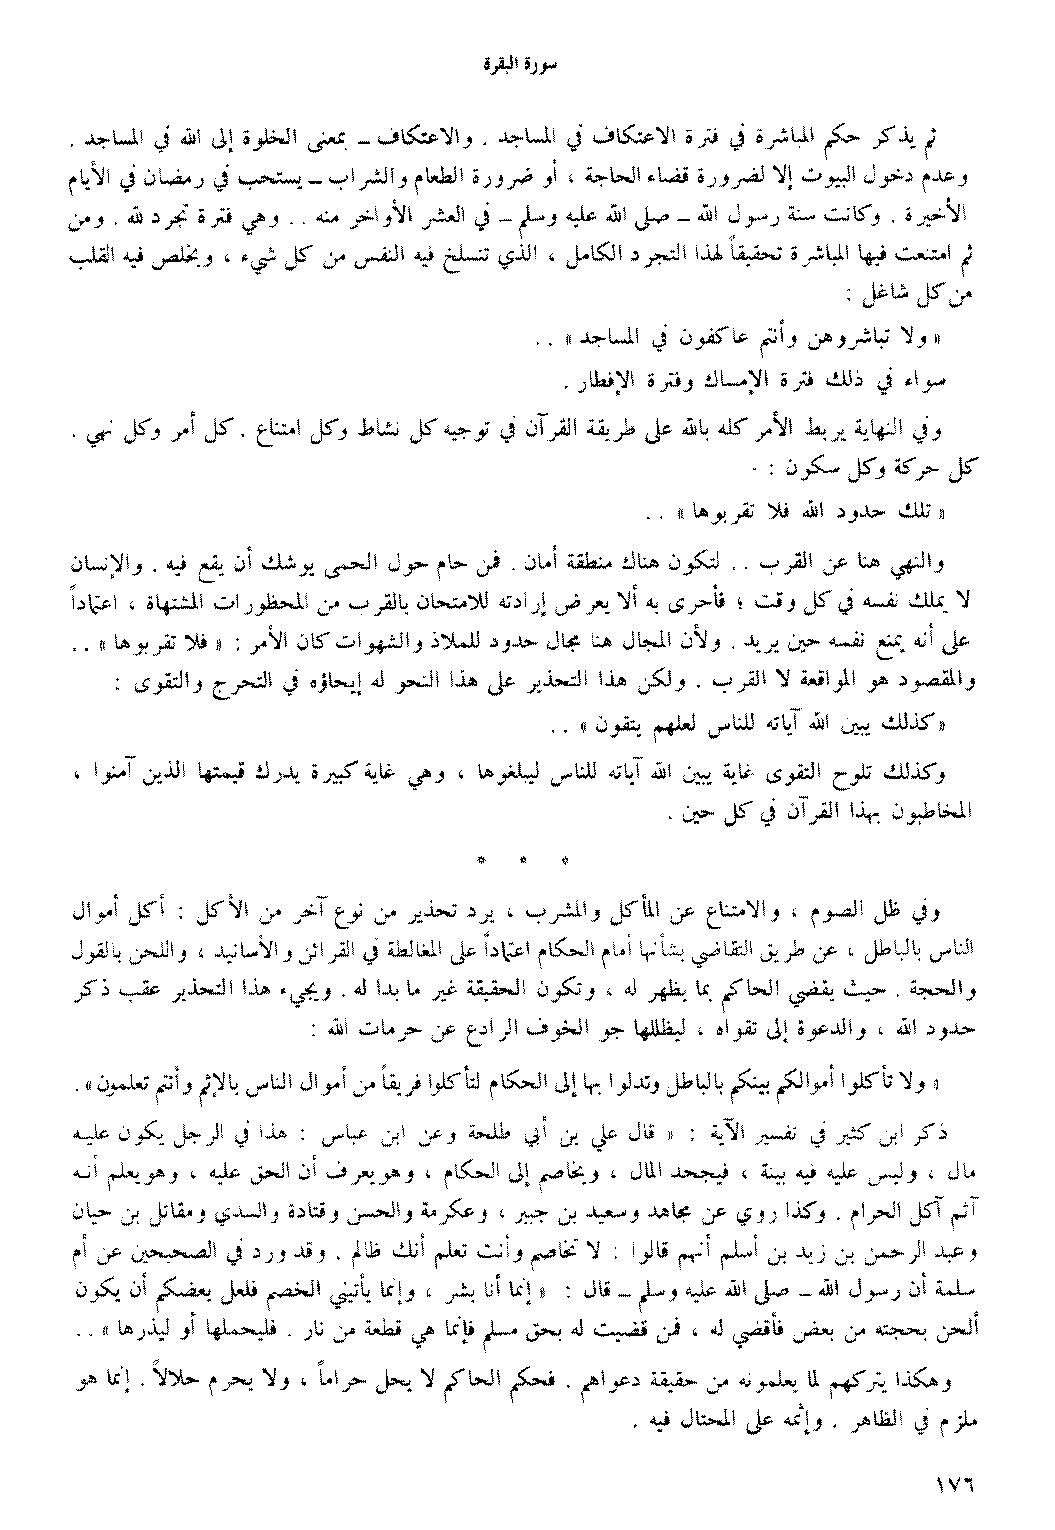 سورة البقرة
ثم يذكر حكم المباشرة في فترة الاعتكاف في المساجد . والاعتكاف – بمعنى الخلوة إلى الله في المساجد .
وعدم دخول البيوت إلا لضرورة قضاء الحاجة ، أو ضرورة الطعام والشراب – يستحب في رمضان في الأيام
الأخيرة . وكانت سنة رسول الله – صلى الله عليه وسلم – في العشر الأواخر منه . . وهي فترة تجرد لله . ومن
ثم امتنعت فيها المباشرة تحقيقاً لهذا التجرد الكامل ، الذي تنسلخ فيه النفس من كل شيء ، ويخلص فيه القلب
من كل شاغل :
« ولا تباشروهن وأنتم عاكفون في المساجد » . .
سواء في ذلك فترة الإمساك وفترة الإفطار .
وفي النهاية يربط الأمر كله بالله على طريقة القرآن في توجيه كل نشاط وكل امتناع . كل أمر وكل نهي .
كل حركة وكل سكون :
« تلك حدود الله فلا تقربوها » . .
والنهي هنا عن القرب . . لتكون هناك منطقة أمان . فمن حام حول الحمى يوشك أن يقع فيه . والإنسان
لا يملك نفسه في كل وقت ؛ فأحرى به ألا يعرض إرادته للامتحان بالقرب من المحظورات المشتهاة ، اعتماداً
على أنه يمنع نفسه حين يريد . ولأن المجال هنا مجال حدود للملاذ والشهوات كان الأمر : « فلا تقربوها » . .
والمقصود هو المواقعة لا القرب . ولكن هذا التحذير على هذا النحو له إيحاؤه في التحرج والتقوى :
« كذلك يبين الله آياته للناس لعلهم يتقون » . .
وكذلك تلوح التقوى غاية يبين الله آياته للناس ليبلغوها ، وهي غاية كبيرة يدرك قيمتها الذين آمنوا ،
المخاطبون بهذا القرآن في كل حين .
* * *
وفي ظل الصوم ، والامتناع عن المأكل والمشرب ، يرد تحذير من نوع آخر من الأكل : أكل أموال
الناس بالباطل ، عن طريق التقاضي بشأنها أمام الحكام اعتماداً على المغالطة في القرائن والأسانيد ، واللحن بالقول
والحجة . حيث يقضي الحاكم بما يظهر له ، وتكون الحقيقة غير ما بدا له . ويجيء هذا التحذير عقب ذكر
حدود الله ، والدعوة إلى تقواه ، ليظللها جو الخوف الرادع عن حرمات الله :
« ولا تأكلوا أموالكم بينكم بالباطل وتدلوا بها إلى الحكام لتأكلوا فريقاً من أموال الناس بالإثم وأنتم تعلمون » .
ذكر ابن كثير في تفسير الآية : « قال علي بن أبي طلحة وعن ابن عباس : هذا في الرجل يكون عليه
مال ، وليس عليه فيه بينة ، فيجحد المال ، ويخاصم إلى الحكام ، وهو يعرف أن الحق عليه ، وهو يعلم أنه
آثم آكل الحرام . وكذا روي عن مجاهد وسعيد بن جبير ، وعكرمة والحسن وقتادة والسدي ومقاتل بن حيان
وعبد الرحمن بن زيد بن أسلم أنهم قالوا : لا تخاصم وأنت تعلم أنك ظالم . وقد ورد في الصحيحين عن أم
سلمة أن رسول الله – صلى الله عليه وسلم – قال : « إنما أنا بشر ، وإنما يأتيني الخصم فلعل بعضكم أن يكون
ألحن بحجته من بعض فأقضي له ، فمن قضيت له بحق مسلم فإنما هي قطعة من نار . فليحملها أو ليذرها » . .
وهكذا يتركهم لما يعلمونه من حقيقة دعواهم . فحكم الحاكم لا يحل حراماً ، ولا يحرم حلالاً . إنما هو
ملزم في الظاهر . وإثمه على المحتال فيه .
١٧٦